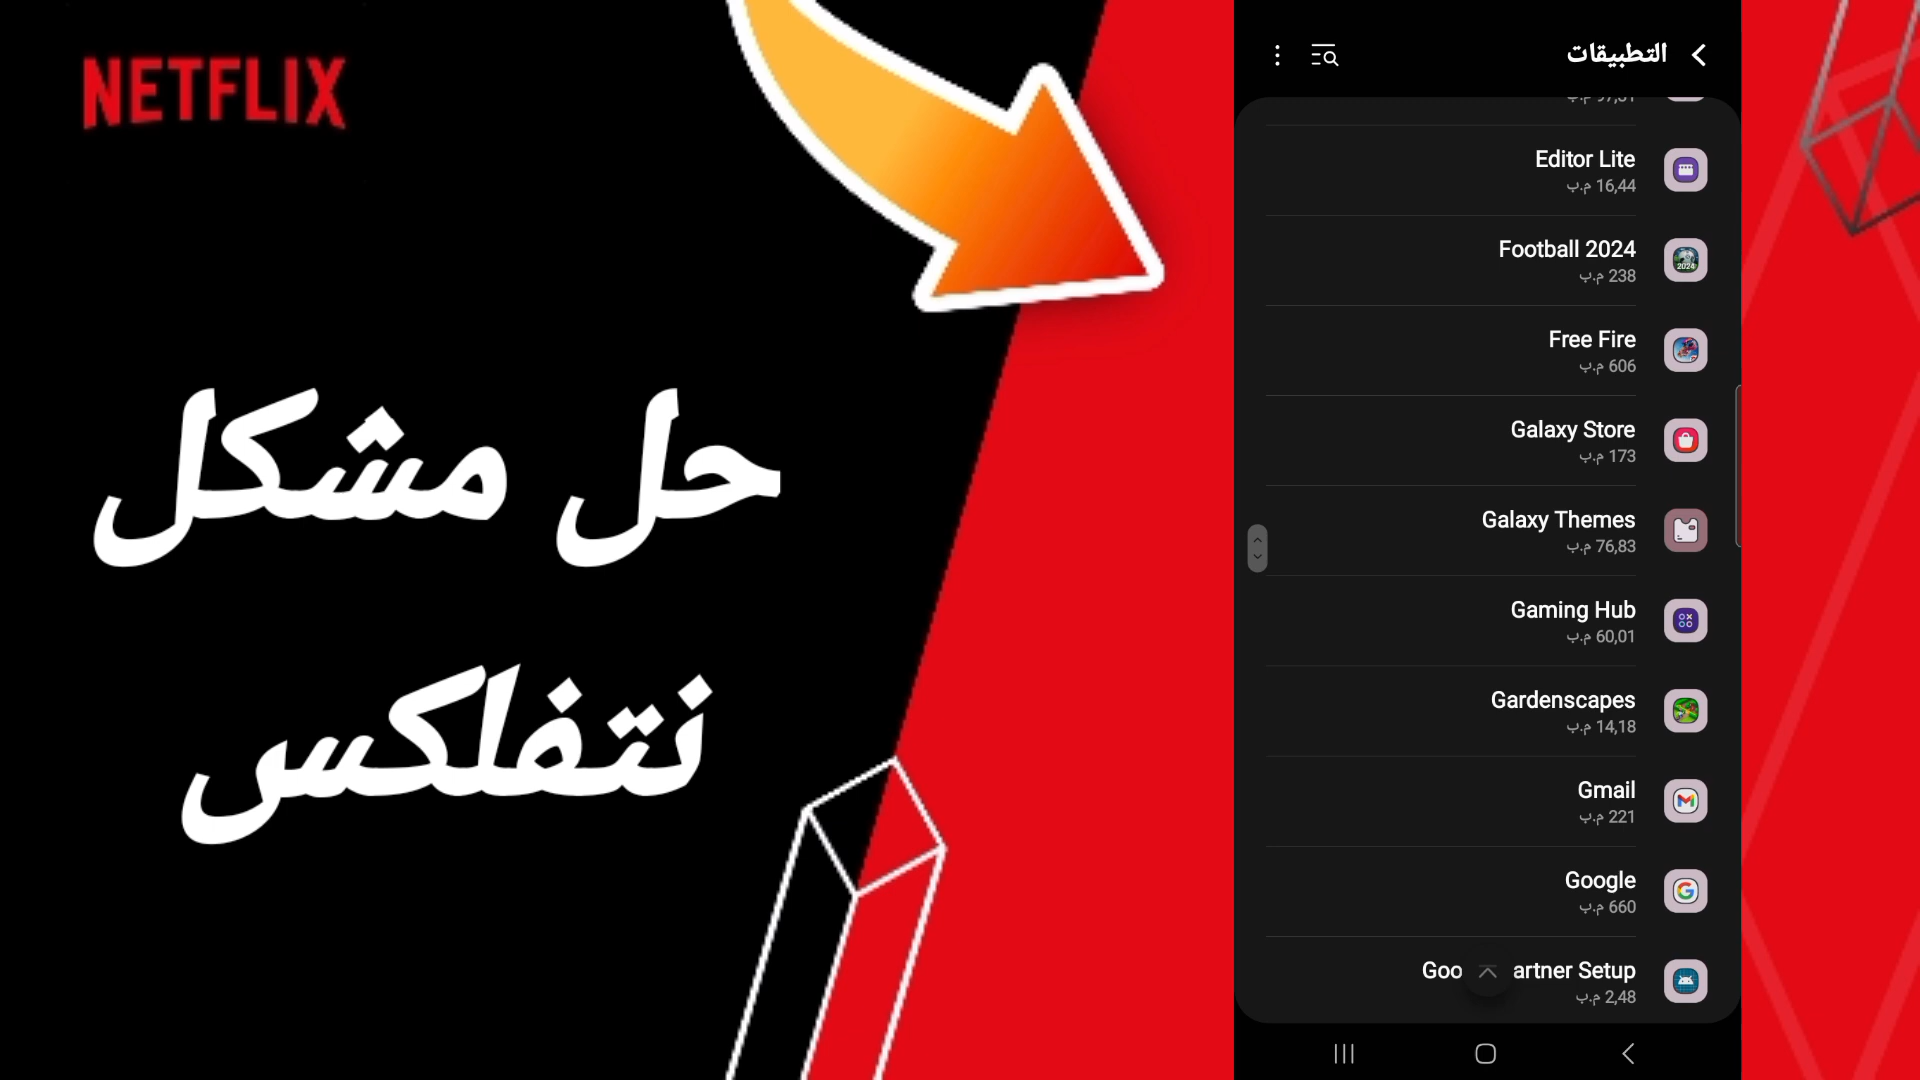 NETFLIX
حل مشكل
نتفلكس
التطبيقات
Editor Lite
16,44 م.ب
Football 2024
238 م.ب
Free Fire
606 م.ب
Galaxy Store
173 م.ب
Galaxy Themes
76,83 م.ب
Gaming Hub
60,01 م.ب
Gardenscapes
14,18 م.ب
Gmail
221 م.ب
Google
660 م.ب
Goo artner Setup
2,48 م.ب